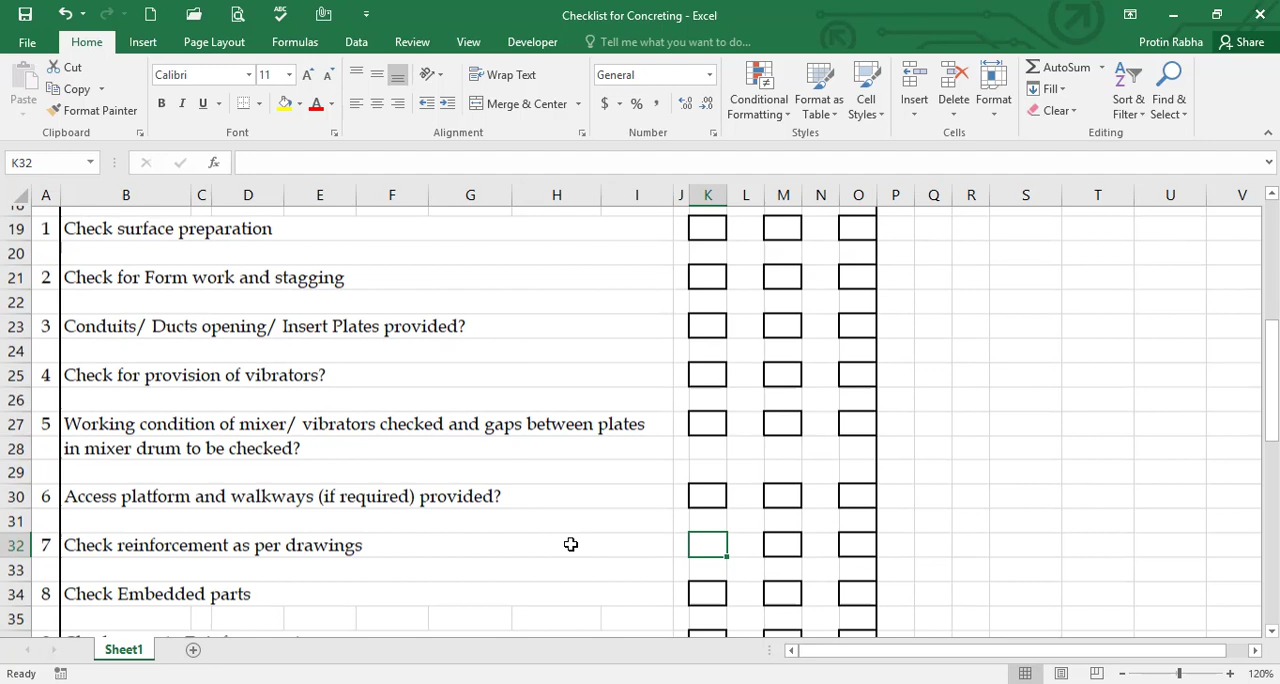 Checklist for Concreting - Excel
File Home Insert Page Layout Formulas Data Review View Developer Tell me what you want to do... Protin Rabha Share
Paste
Cut
Copy
Format Painter
Clipboard
Calibri 11 A A
B I U A
Font
Wrap Text
Merge & Center
Alignment
General
$ % , .0 .00
Number
Conditional Formatting
Format as Table
Cell Styles
Styles
Insert Delete Format
Cells
AutoSum
Fill
Clear
Sort & Filter
Find & Select
Editing
K32 fx
A B C D E F G H I J K L M N O P Q R S T U V
19 1 Check surface preparation
20
21 2 Check for Form work and stagging
22
23 3 Conduits/ Ducts opening/ Insert Plates provided?
24
25 4 Check for provision of vibrators?
26
27 5 Working condition of mixer/ vibrators checked and gaps between plates
28 in mixer drum to be checked?
29
30 6 Access platform and walkways (if required) provided?
31
32 7 Check reinforcement as per drawings
33
34 8 Check Embedded parts
35
Sheet1
Ready 120%